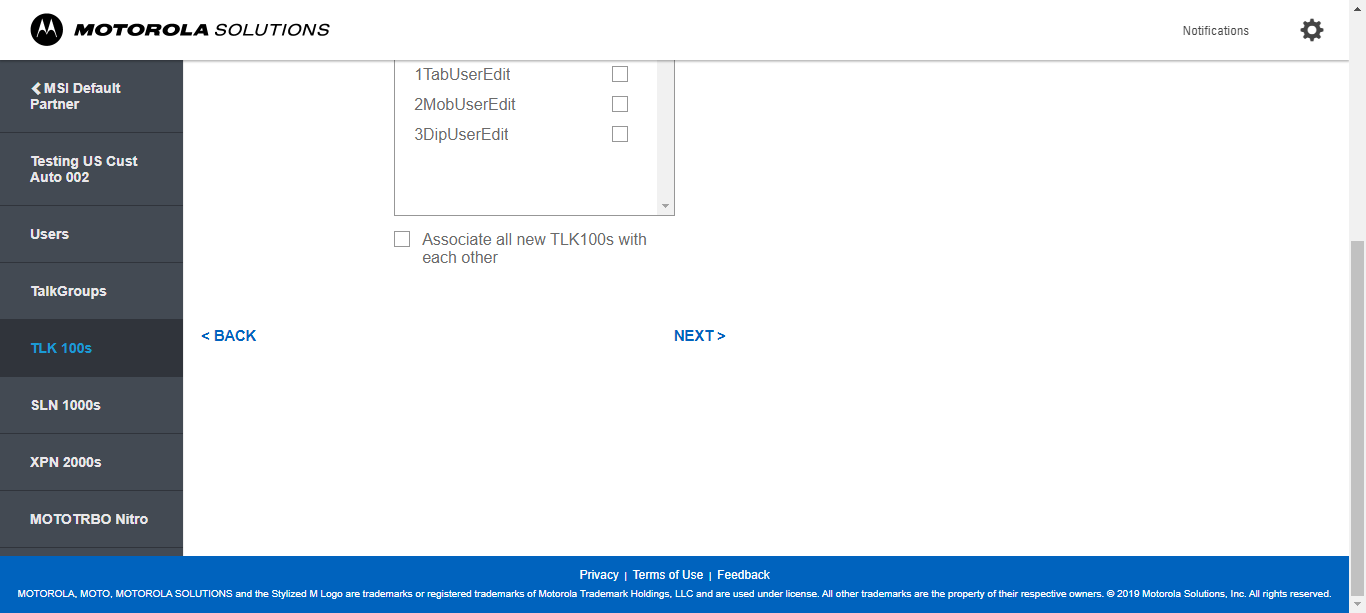 MOTOROLA SOLUTIONS
Notifications
MSI Default
Partner
Testing US Cust
Auto 002
Users
TalkGroups
TLK 100s
SLN 1000s
XPN 2000s
MOTOTRBO Nitro
1TabUserEdit
2MobUserEdit
3DipUserEdit
Associate all new TLK100s with
each other
< BACK
NEXT >
Privacy | Terms of Use | Feedback
MOTOROLA, MOTO, MOTOROLA SOLUTIONS and the Stylized M Logo are trademarks or registered trademarks of Motorola Trademark Holdings, LLC and are used under license. All other trademarks are the property of their respective owners. © 2019 Motorola Solutions, Inc. All rights reserved.